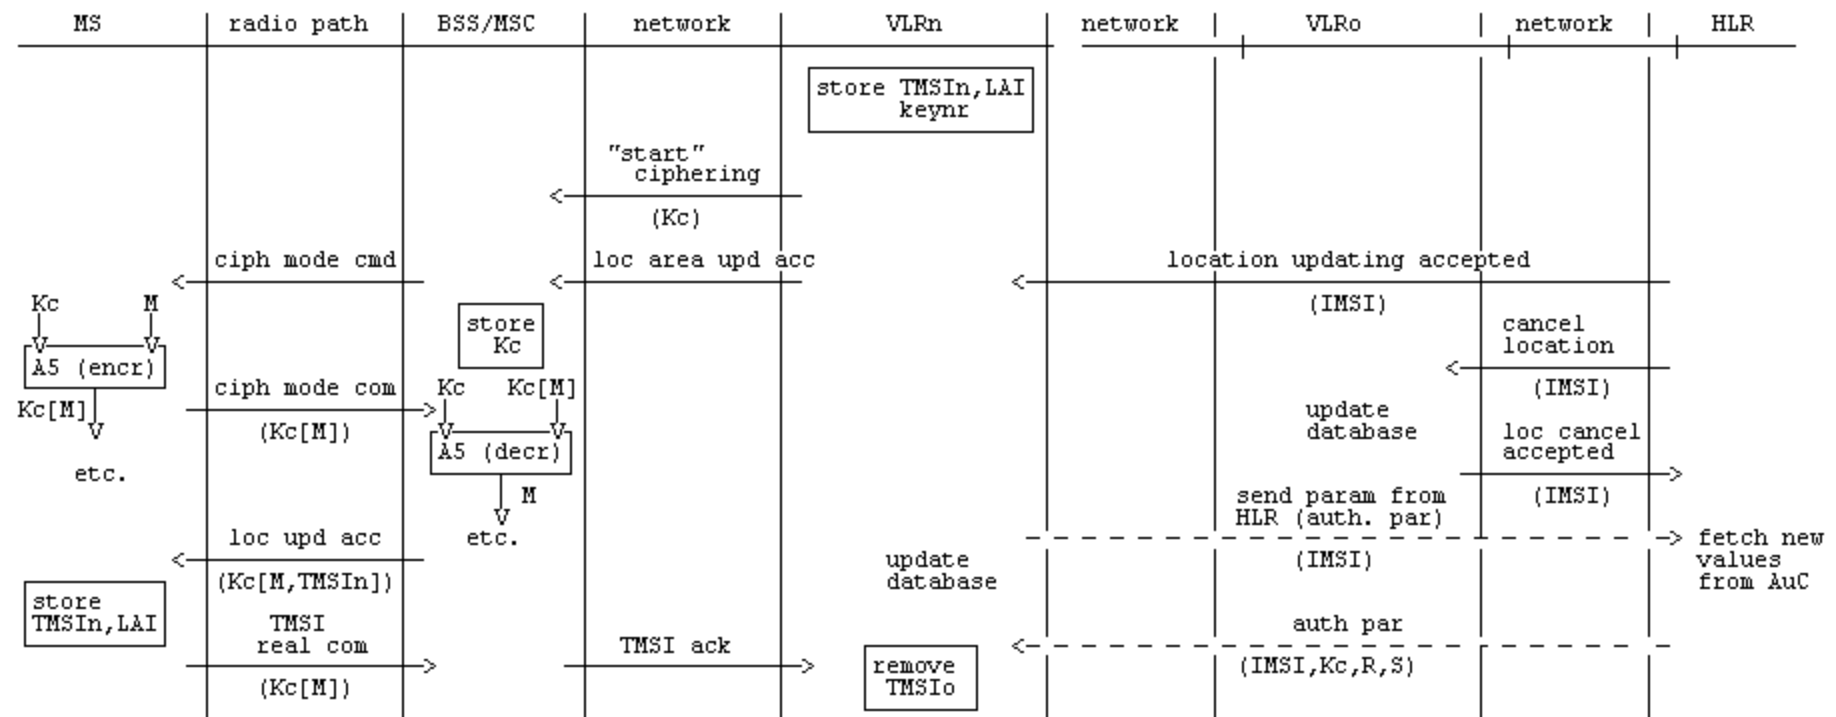 MS radio path BSS/MSC network VLRn network VLRo network HLR
store TMSIn,LAI
keynr
"start"
ciphering
(Kc)
ciph mode cmd loc area upd acc location updating accepted
Kc M (IMSI)
store cancel
Kc location
A5 (encr)
ciph mode com Kc Kc[M] (IMSI)
Kc[M] update
(Kc[M]) database loc cancel
A5 (decr) accepted
etc.
M send param from (IMSI)
HLR (auth. par)
loc upd acc etc. fetch new
update (IMSI) values
(Kc[M,TMSIn]) database from AuC
store
TMSIn,LAI TMSI auth par
real com TMSI ack
remove (IMSI,Kc,R,S)
(Kc[M]) TMSIo